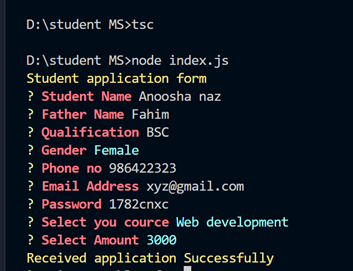 D:\student MS>tsc
D:\student MS>node index.js
Student application form
? Student Name Anoosha naz
? Father Name Fahim
? Qualification BSC
? Gender Female
? Phone no 986422323
? Email Address xyz@gmail.com
? Password 1782cnxc
? Select you cource Web development
? Select Amount 3000
Received application Successfully